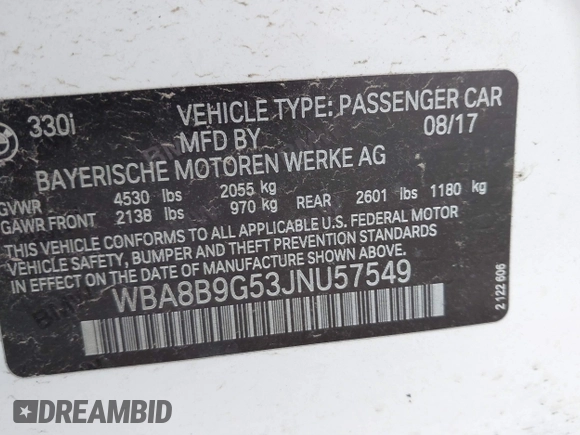 330i VEHICLE TYPE: PASSENGER CAR
MFD BY 08/17
BAYERISCHE MOTOREN WERKE AG
GVWR 4530 lbs 2055 kg
GAWR FRONT 2138 lbs 970 kg REAR 2601 lbs 1180 kg
THIS VEHICLE CONFORMS TO ALL APPLICABLE U.S. FEDERAL MOTOR
VEHICLE SAFETY, BUMPER AND THEFT PREVENTION STANDARDS
IN EFFECT ON THE DATE OF MANUFACTURE SHOWN ABOVE.
WBA8B9G53JNU57549
2 122 606
DREAMBID